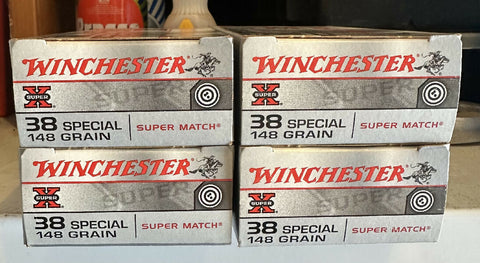 WINCHESTER
X
SUPER
38 SPECIAL
148 GRAIN
SUPER MATCH®
WINCHESTER
X
SUPER
38 SPECIAL
148 GRAIN
SUPER MATCH®
WINCHESTER
X
SUPER
38 SPECIAL
148 GRAIN
SUPER MATCH®
WINCHESTER
X
SUPER
38 SPECIAL
148 GRAIN
SUPER MATCH®